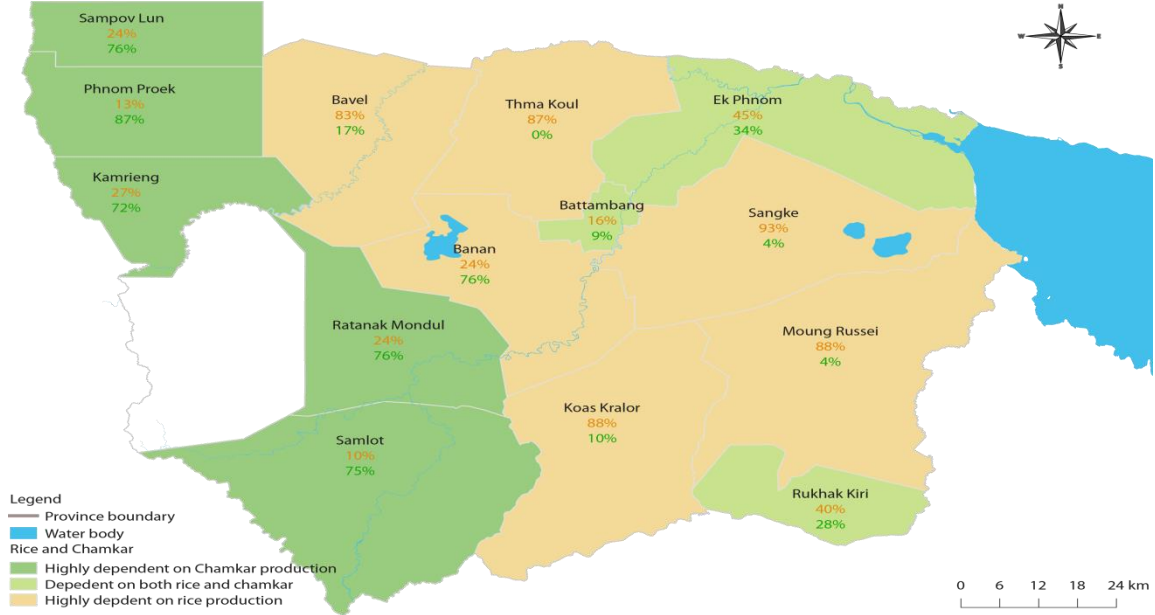 Sampov Lun
24%
76%
Phnom Proek
13%
87%
Kamrieng
27%
72%
Bavel
83%
17%
Thma Koul
87%
0%
Ek Phnom
45%
34%
Battambang
16%
9%
Sangke
93%
4%
Banan
24%
76%
Ratanak Mondul
24%
76%
Moung Russei
88%
4%
Koas Kralor
88%
10%
Samlot
10%
75%
Rukhak Kiri
40%
28%
N
W E
S
Legend
Province boundary
Water body
Rice and Chamkar
Highly dependent on Chamkar production
Depedent on both rice and chamkar
Highly depdent on rice production
0 6 12 18 24 km